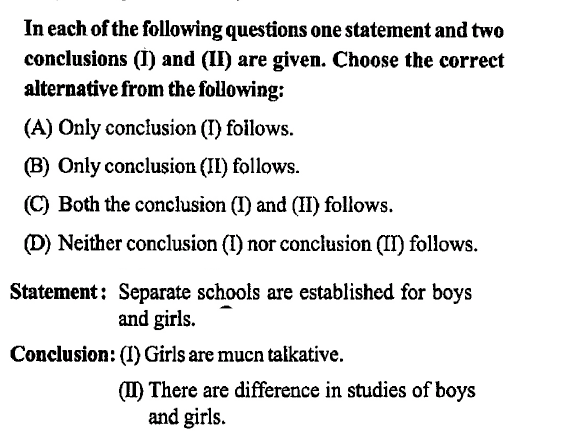 In each of the following questions one statement and two
conclusions (I) and (II) are given. Choose the correct
alternative from the following:
(A) Only conclusion (I) follows.
(B) Only conclusion (II) follows.
(C) Both the conclusion (I) and (II) follows.
(D) Neither conclusion (I) nor conclusion (II) follows.
Statement: Separate schools are established for boys
and girls.
Conclusion: (I) Girls are mucn talkative.
(II) There are difference in studies of boys
and girls.